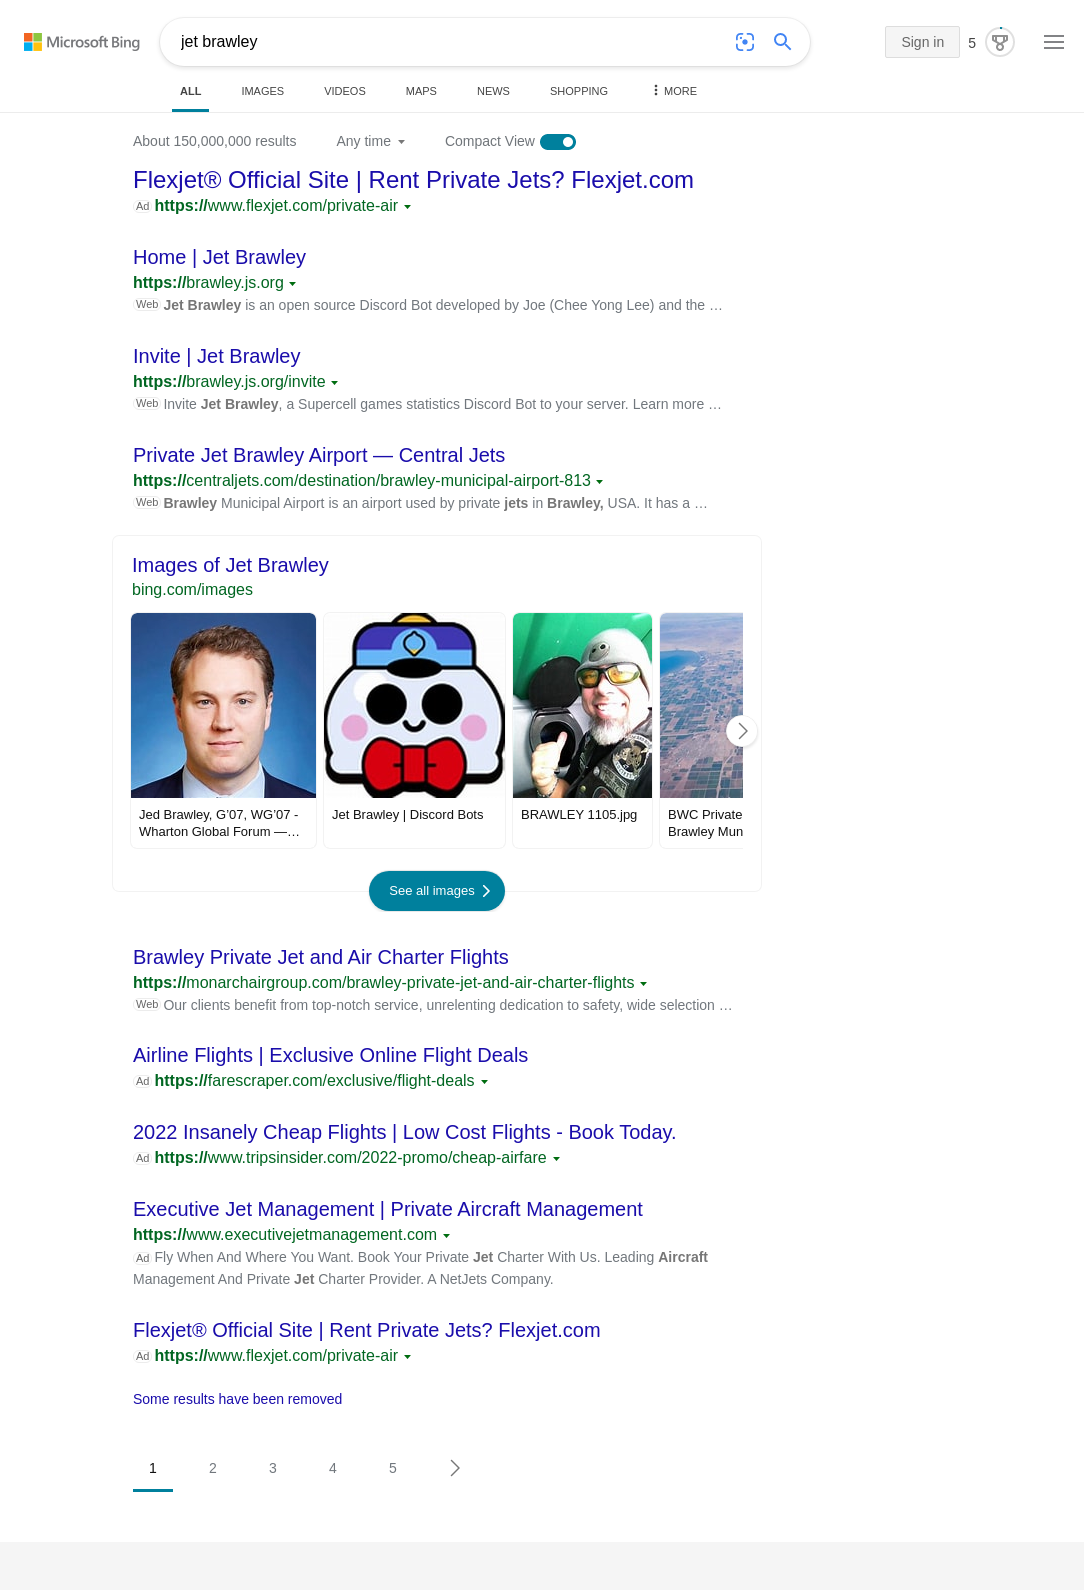 Microsoft Bing
jet brawley
Sign in
5
ALL
IMAGES
VIDEOS
MAPS
NEWS
SHOPPING
MORE
About 150,000,000 results
Any time
Compact View
Flexjet® Official Site | Rent Private Jets? Flexjet.com
Ad https://www.flexjet.com/private-air
Home | Jet Brawley
https://brawley.js.org
Web Jet Brawley is an open source Discord Bot developed by Joe (Chee Yong Lee) and the …
Invite | Jet Brawley
https://brawley.js.org/invite
Web Invite Jet Brawley, a Supercell games statistics Discord Bot to your server. Learn more …
Private Jet Brawley Airport — Central Jets
https://centraljets.com/destination/brawley-municipal-airport-813
Web Brawley Municipal Airport is an airport used by private jets in Brawley, USA. It has a …
Images of Jet Brawley
bing.com/images
Jed Brawley, G’07, WG’07 -
Wharton Global Forum —…
Jet Brawley | Discord Bots
BRAWLEY 1105.jpg
BWC Private
Brawley Mun
See all images
Brawley Private Jet and Air Charter Flights
https://monarchairgroup.com/brawley-private-jet-and-air-charter-flights
Web Our clients benefit from top-notch service, unrelenting dedication to safety, wide selection …
Airline Flights | Exclusive Online Flight Deals
Ad https://farescraper.com/exclusive/flight-deals
2022 Insanely Cheap Flights | Low Cost Flights - Book Today.
Ad https://www.tripsinsider.com/2022-promo/cheap-airfare
Executive Jet Management | Private Aircraft Management
https://www.executivejetmanagement.com
Ad Fly When And Where You Want. Book Your Private Jet Charter With Us. Leading Aircraft
Management And Private Jet Charter Provider. A NetJets Company.
Flexjet® Official Site | Rent Private Jets? Flexjet.com
Ad https://www.flexjet.com/private-air
Some results have been removed
1
2
3
4
5